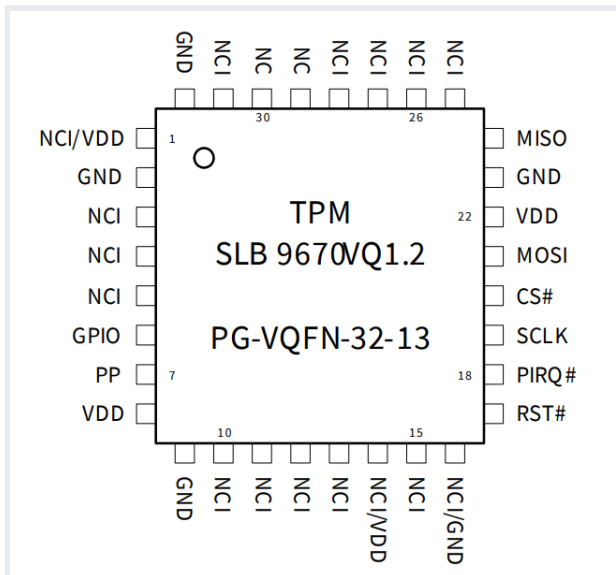 GND NCI NC NC NCI NCI NCI NCI
30 26
NCI/VDD 1 MISO
GND GND
NCI TPM 22 VDD
NCI SLB 9670VQ1.2 MOSI
NCI CS#
GPIO PG-VQFN-32-13 SCLK
PP 7 18 PIRQ#
VDD RST#
10 15
GND NCI NCI NCI NCI NCI/VDD NCI NCI/GND